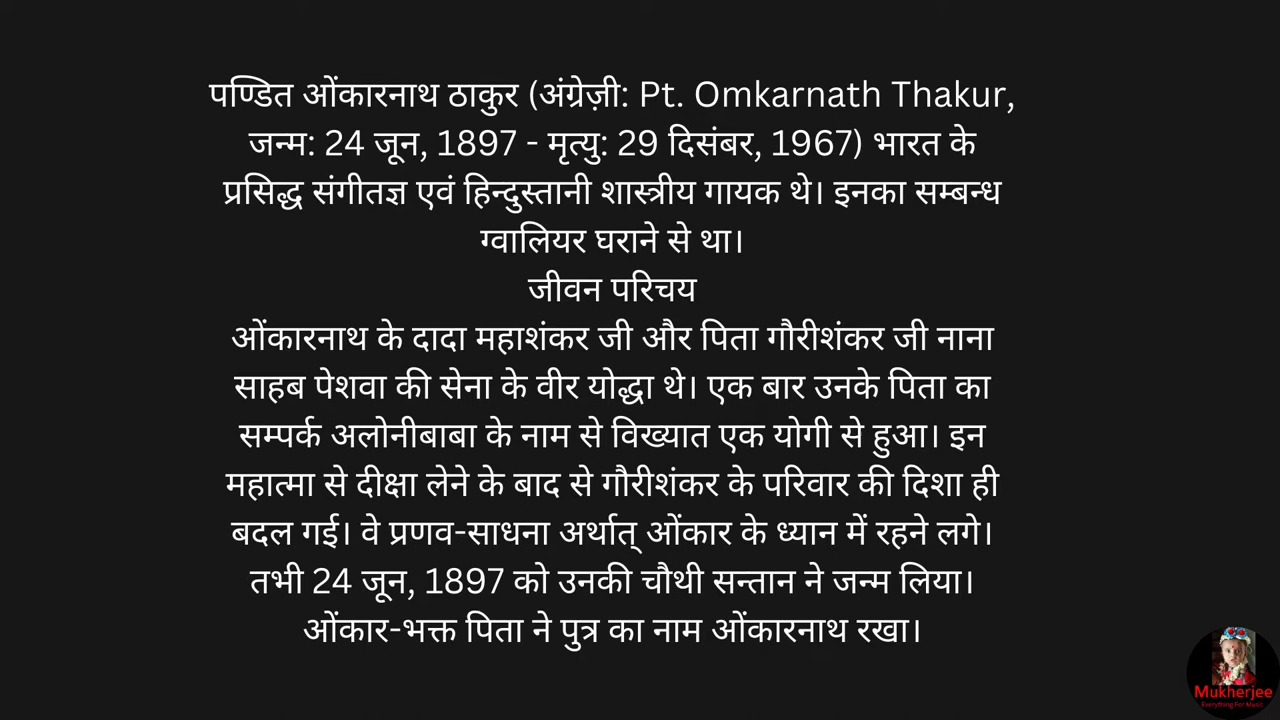 पण्डित ओंकारनाथ ठाकुर (अंग्रेज़ी: Pt. Omkarnath Thakur,
जन्म: 24 जून, 1897 - मृत्यु: 29 दिसंबर, 1967) भारत के
प्रसिद्ध संगीतज्ञ एवं हिन्दुस्तानी शास्त्रीय गायक थे। इनका सम्बन्ध
ग्वालियर घराने से था।
जीवन परिचय
ओंकारनाथ के दादा महाशंकर जी और पिता गौरीशंकर जी नाना
साहब पेशवा की सेना के वीर योद्धा थे। एक बार उनके पिता का
सम्पर्क अलोनीबाबा के नाम से विख्यात एक योगी से हुआ। इन
महात्मा से दीक्षा लेने के बाद से गौरीशंकर के परिवार की दिशा ही
बदल गई। वे प्रणव-साधना अर्थात् ओंकार के ध्यान में रहने लगे।
तभी 24 जून, 1897 को उनकी चौथी सन्तान ने जन्म लिया।
ओंकार-भक्त पिता ने पुत्र का नाम ओंकारनाथ रखा।
Mukherjee
Everything For Music